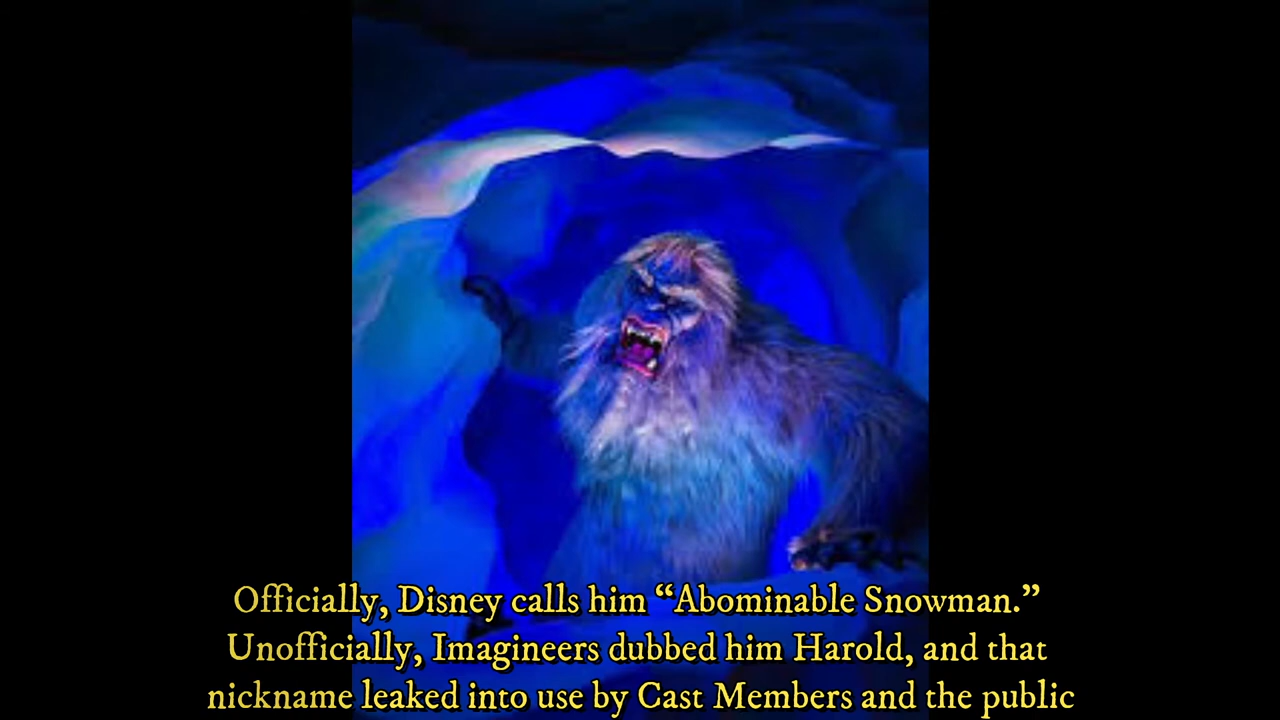 Officially, Disney calls him “Abominable Snowman.”
Unofficially, Imagineers dubbed him Harold, and that
nickname leaked into use by Cast Members and the public